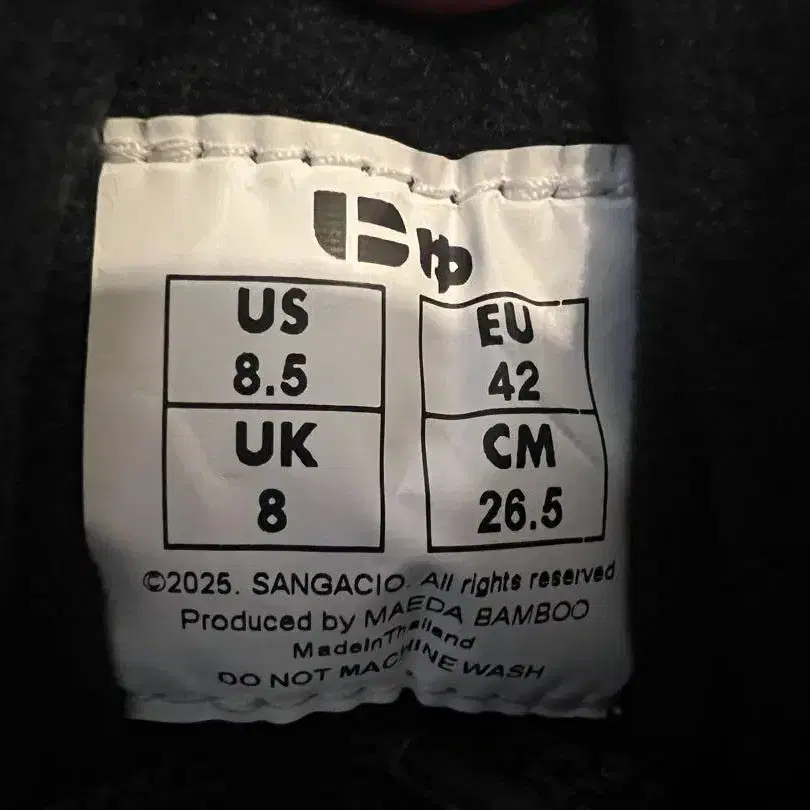 US
8.5
EU
42
UK
8
CM
26.5
©2025. SANGACIO. All rights reserved
Produced by MAEDA BAMBOO
MadeInThailand
DO NOT MACHINE WASH